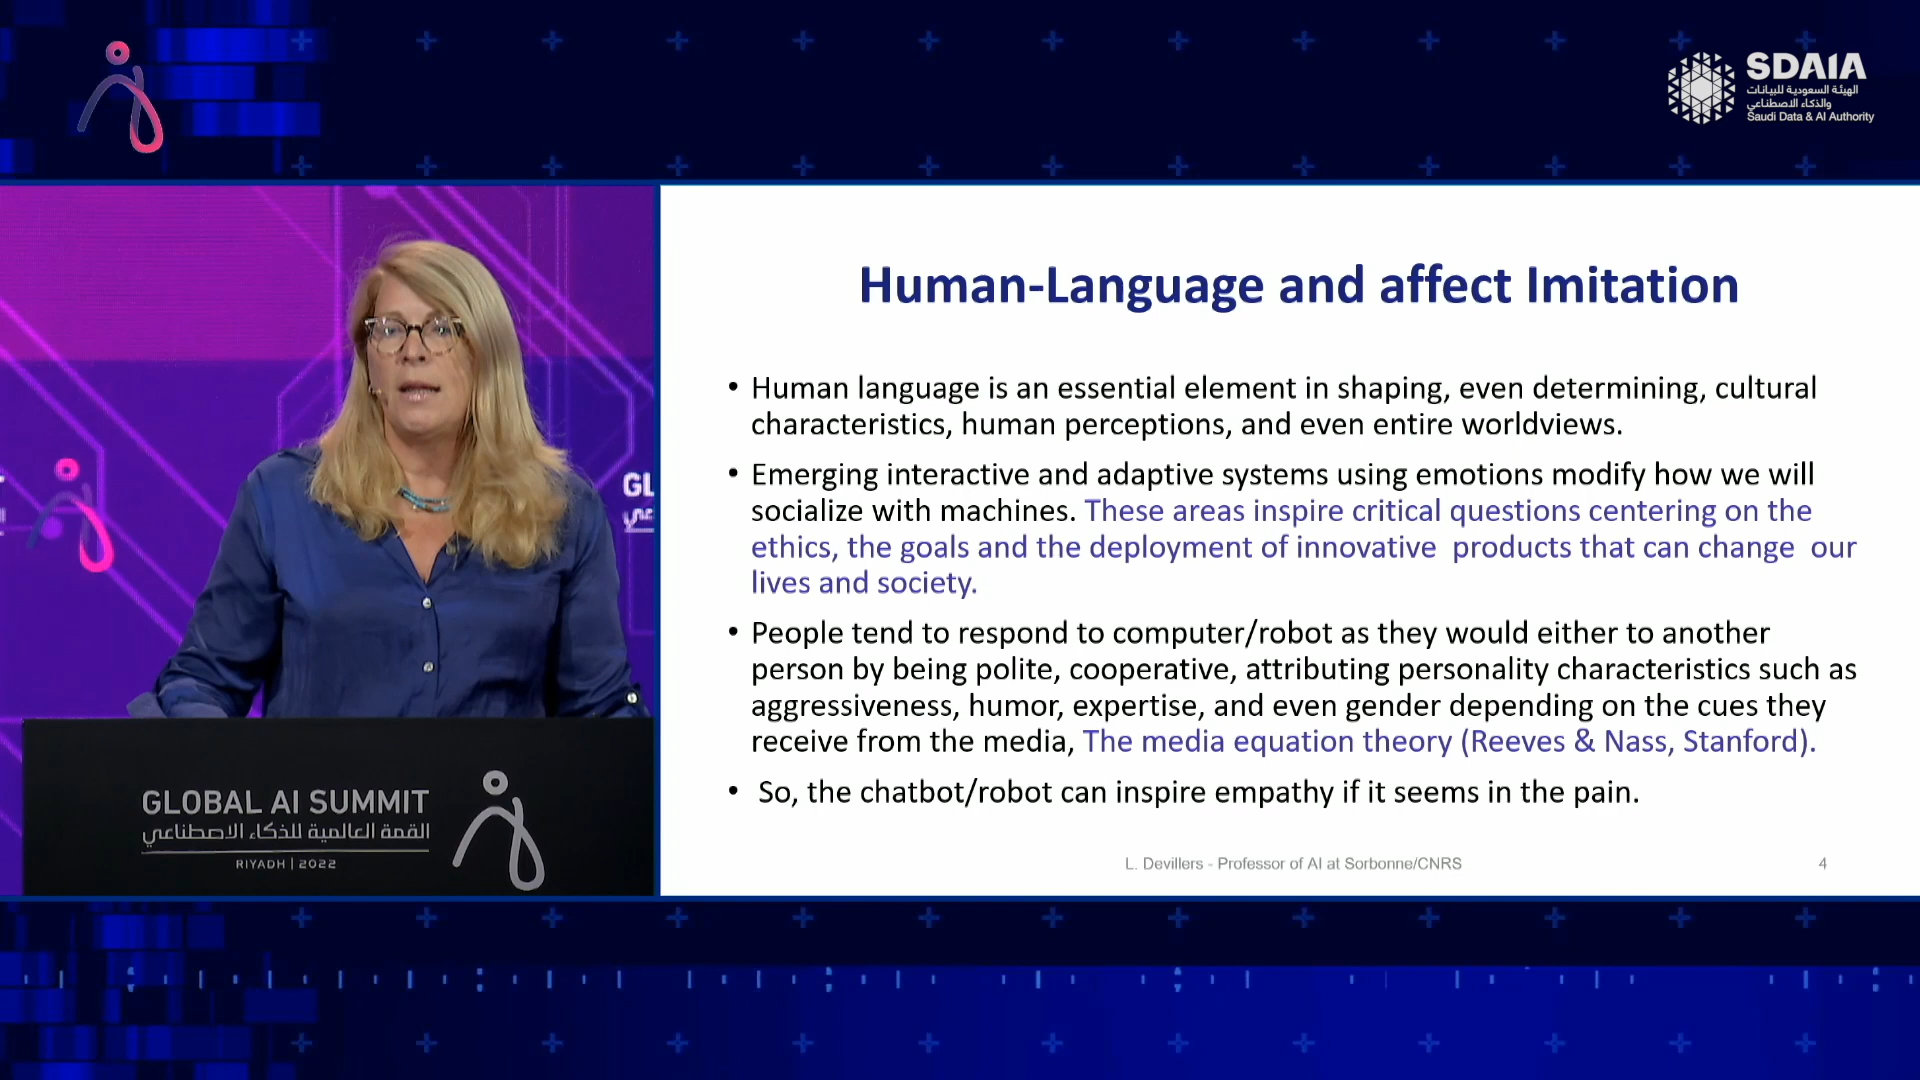 SDAIA
الهيئة السعودية للبيانات
والذكاء الاصطناعي
Saudi Data & AI Authority
Human-Language and affect Imitation
• Human language is an essential element in shaping, even determining, cultural
characteristics, human perceptions, and even entire worldviews.
• Emerging interactive and adaptive systems using emotions modify how we will
socialize with machines. These areas inspire critical questions centering on the
ethics, the goals and the deployment of innovative products that can change our
lives and society.
• People tend to respond to computer/robot as they would either to another
person by being polite, cooperative, attributing personality characteristics such as
aggressiveness, humor, expertise, and even gender depending on the cues they
receive from the media, The media equation theory (Reeves & Nass, Stanford).
• So, the chatbot/robot can inspire empathy if it seems in the pain.
L. Devillers - Professor of AI at Sorbonne/CNRS
4
GL
GLOBAL AI SUMMIT
القمة العالمية للذكاء الاصطناعي
RIYADH | 2022